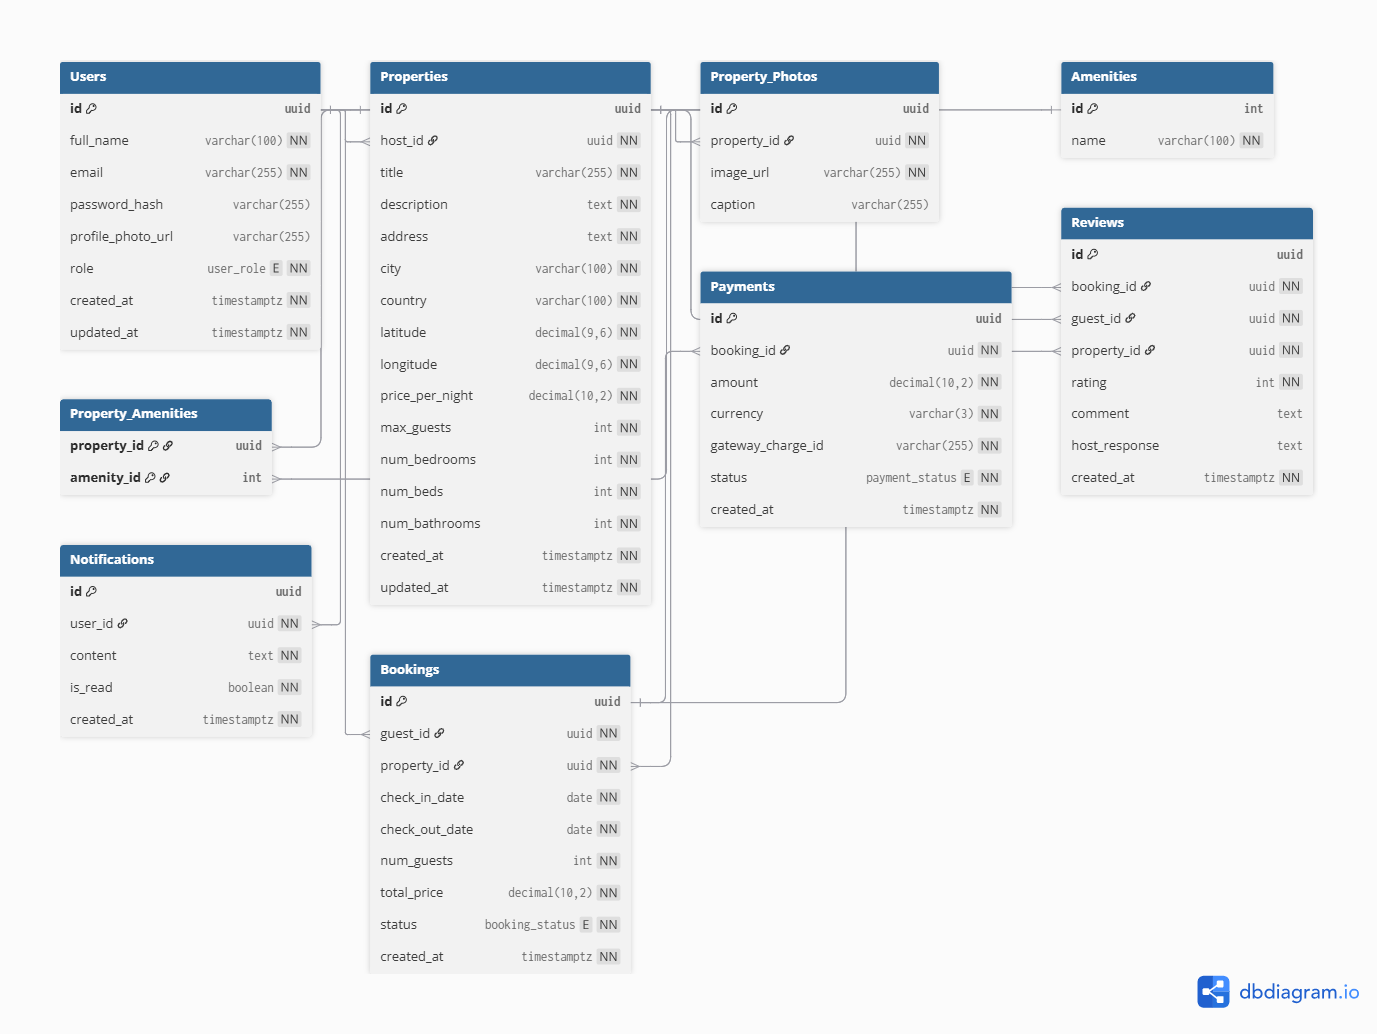 Users
id uuid
full_name varchar(100) NN
email varchar(255) NN
password_hash varchar(255)
profile_photo_url varchar(255)
role user_role E NN
created_at timestamptz NN
updated_at timestamptz NN
Property_Amenities
property_id uuid
amenity_id int
Notifications
id uuid
user_id uuid NN
content text NN
is_read boolean NN
created_at timestamptz NN
Properties
id uuid
host_id uuid NN
title varchar(255) NN
description text NN
address text NN
city varchar(100) NN
country varchar(100) NN
latitude decimal(9,6) NN
longitude decimal(9,6) NN
price_per_night decimal(10,2) NN
max_guests int NN
num_bedrooms int NN
num_beds int NN
num_bathrooms int NN
created_at timestamptz NN
updated_at timestamptz NN
Bookings
id uuid
guest_id uuid NN
property_id uuid NN
check_in_date date NN
check_out_date date NN
num_guests int NN
total_price decimal(10,2) NN
status booking_status E NN
created_at timestamptz NN
Property_Photos
id uuid
property_id uuid NN
image_url varchar(255) NN
caption varchar(255)
Payments
id uuid
booking_id uuid NN
amount decimal(10,2) NN
currency varchar(3) NN
gateway_charge_id varchar(255) NN
status payment_status E NN
created_at timestamptz NN
Amenities
id int
name varchar(100) NN
Reviews
id uuid
booking_id uuid NN
guest_id uuid NN
property_id uuid NN
rating int NN
comment text
host_response text
created_at timestamptz NN
dbdiagram.io